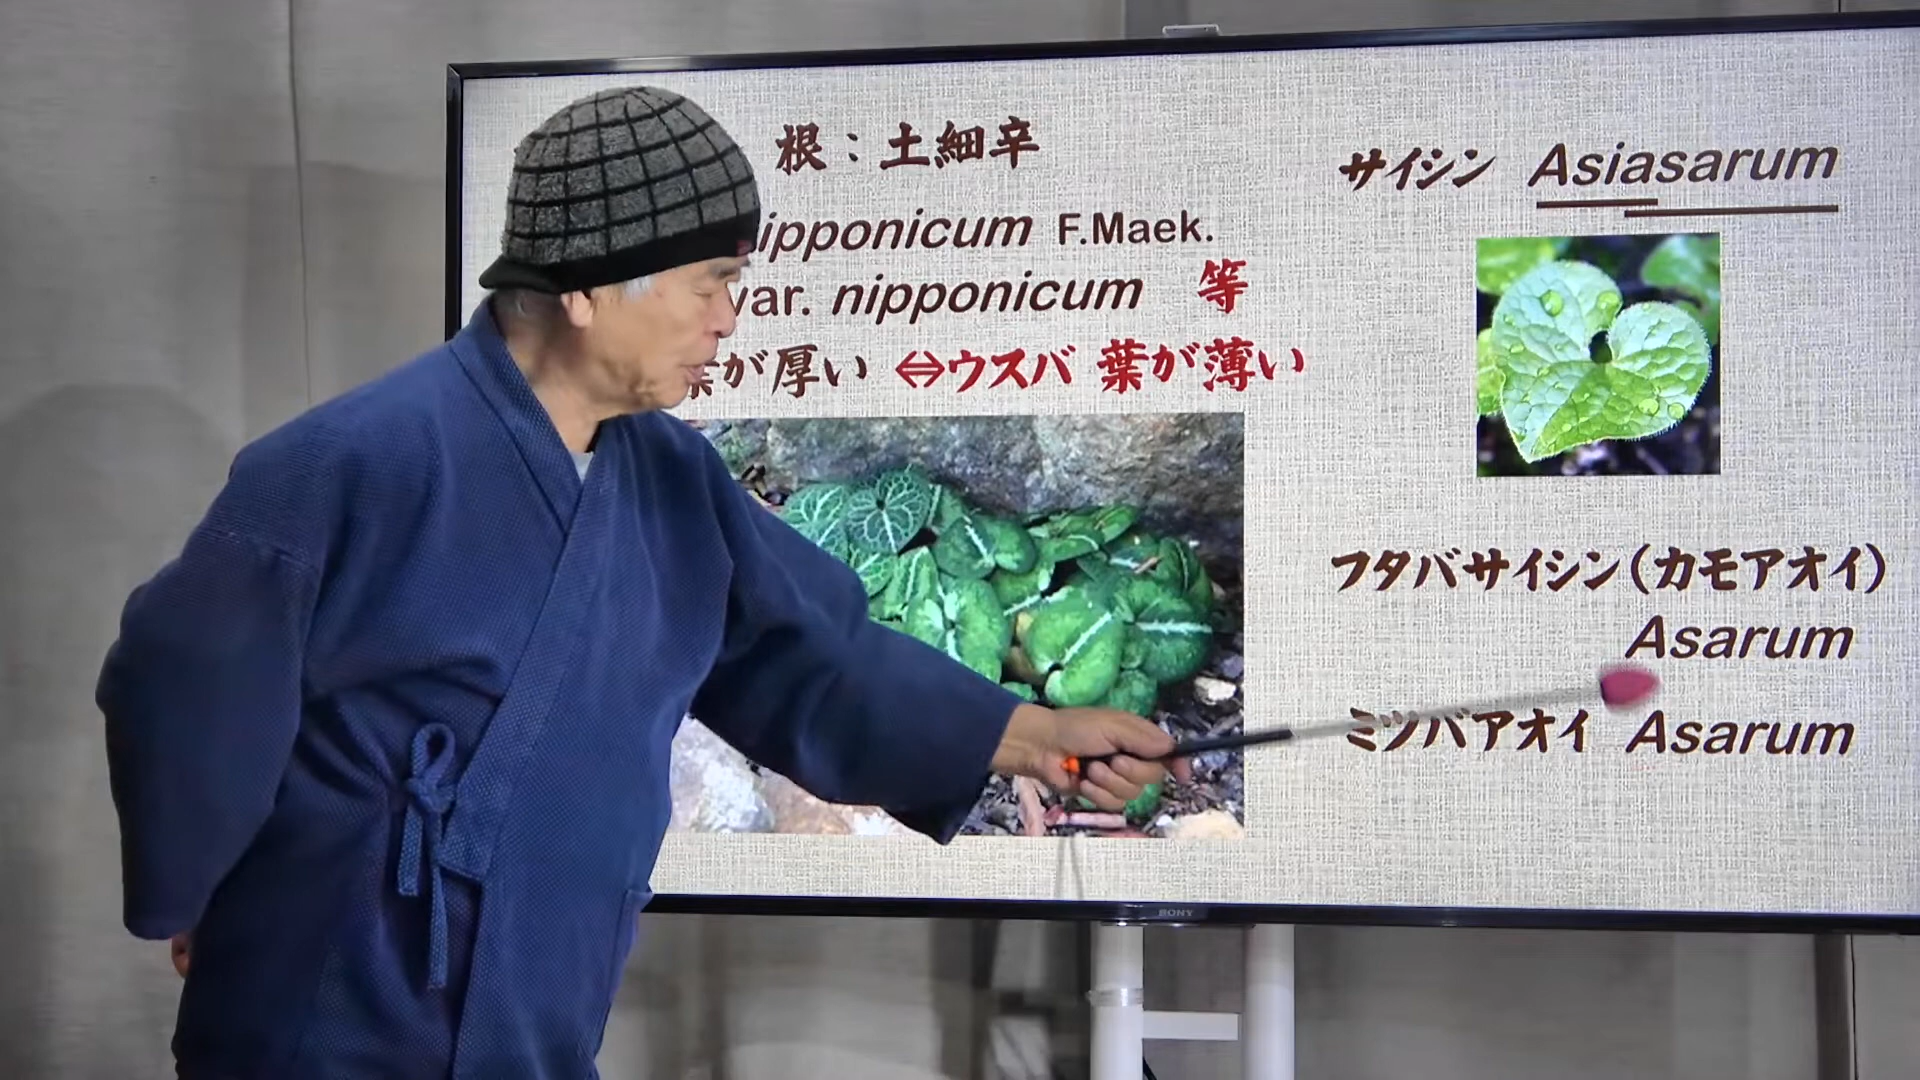 根：土細辛
ipponicum F.Maek.
var. nipponicum 等
葉が厚い ⇔ウスバ 葉が薄い
サイシン Asiasarum
フタバサイシン（カモアオイ）
Asarum
ミツバアオイ Asarum
SONY